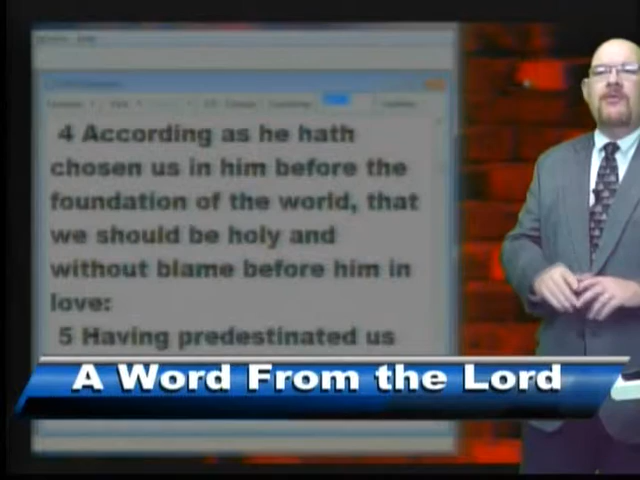 4 According as he hath
chosen us in him before the
foundation of the world, that
we should be holy and
without blame before him in
love:
5 Having predestinated us
A Word From the Lord